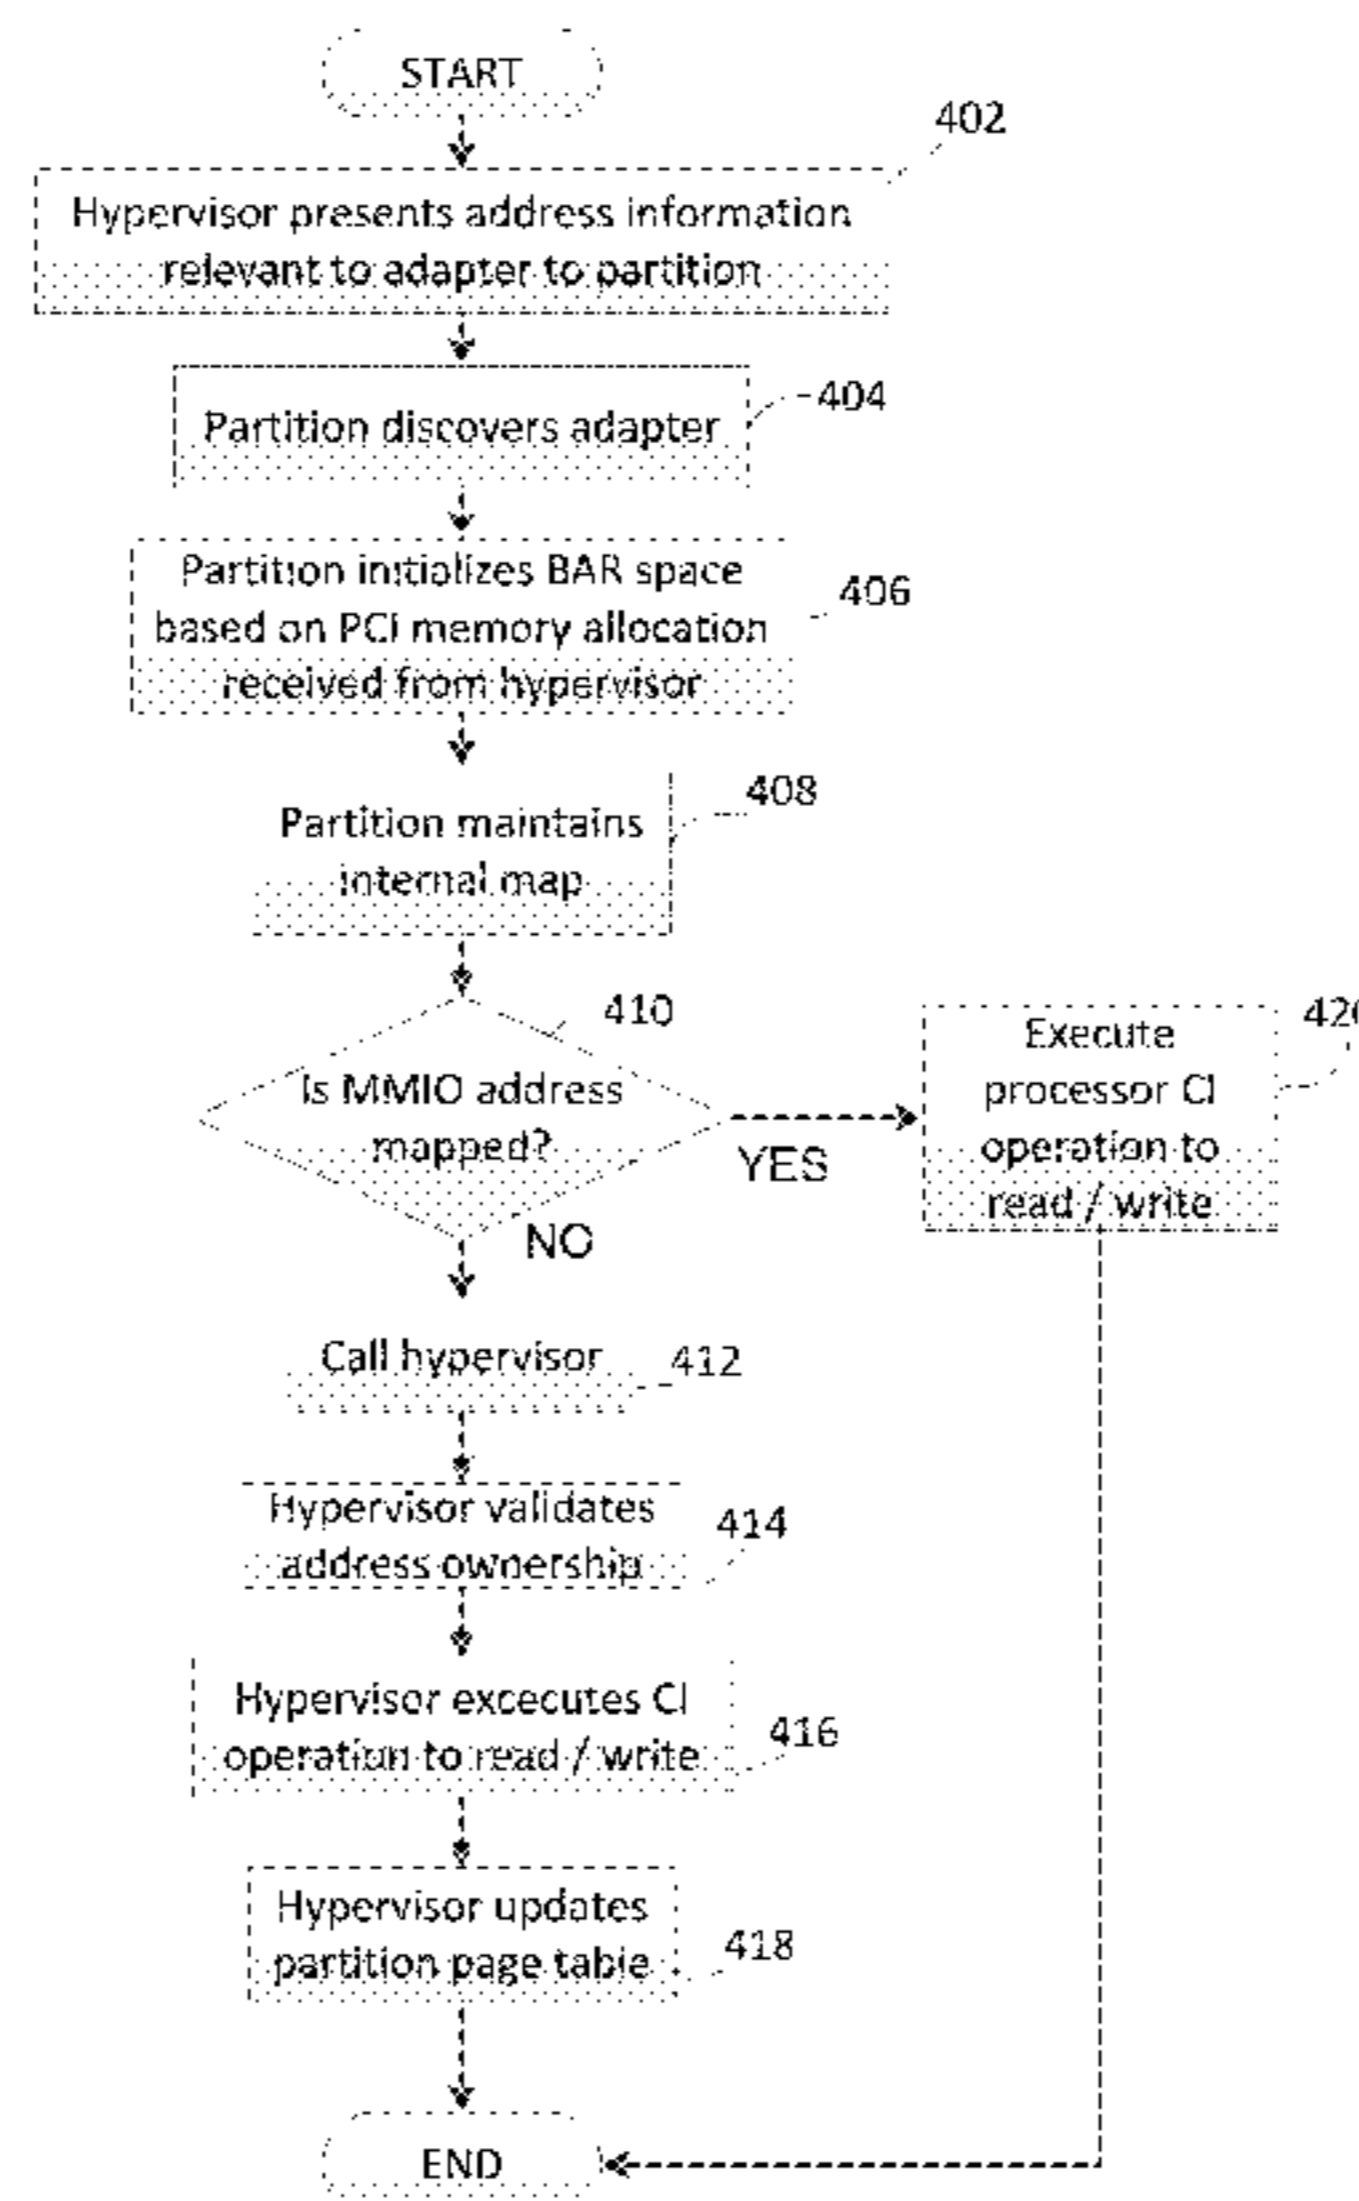 START
402
Hypervisor presents address information
relevant to adapter to partition
404
Partition discovers adapter
Partition initializes BAR space
406
based on PCI memory allocation
received from hypervisor
408
Partition maintains
internal map
410
Is MMIO address
mapped?
YES
NO
420
Execute
processor CI
operation to
read / write
Call hypervisor
412
Hypervisor validates
address ownership
414
Hypervisor excecutes CI
operation to read / write
416
Hypervisor updates
partition page table
418
END